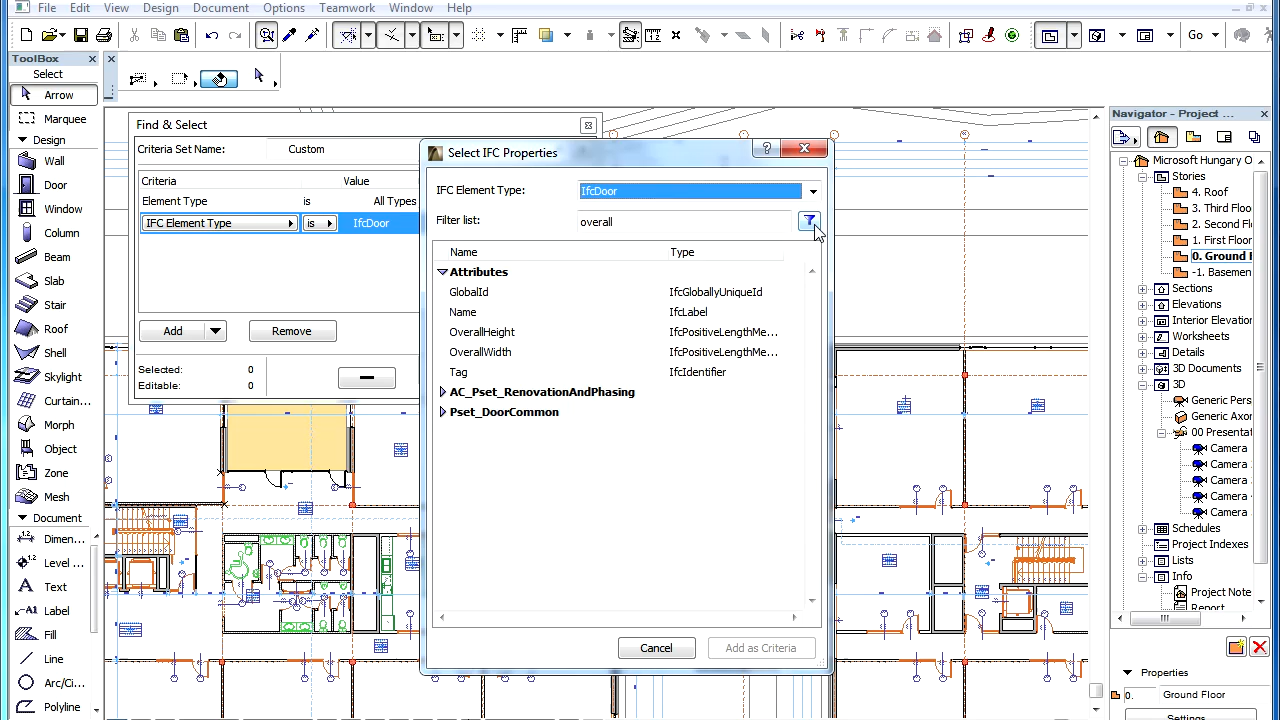 File Edit View Design Document Options Teamwork Window Help
Go
ToolBox
Select
Arrow
Marquee
Design
Wall
Door
Window
Column
Beam
Slab
Stair
Roof
Shell
Skylight
Curtain...
Morph
Object
Zone
Mesh
Document
Dimen...
Level ...
Text
Label
Fill
Line
Arc/Ci...
Polyline
Find & Select
Criteria Set Name: Custom
Criteria Value
Element Type is All Types
IFC Element Type is IfcDoor
Add Remove
Selected: 0
Editable: 0
Select IFC Properties
IFC Element Type: IfcDoor
Filter list: overall
Name Type
Attributes
GlobalId IfcGloballyUniqueId
Name IfcLabel
OverallHeight IfcPositiveLengthMe...
OverallWidth IfcPositiveLengthMe...
Tag IfcIdentifier
AC_Pset_RenovationAndPhasing
Pset_DoorCommon
Cancel Add as Criteria
Navigator - Project ...
Microsoft Hungary O
Stories
4. Roof
3. Third Floo
2. Second Fl
1. First Floor
0. Ground F
-1. Basemen
Sections
Elevations
Interior Elevatio
Worksheets
Details
3D Documents
3D
Generic Pers
Generic Axor
00 Presentat
Camera
Camera
Camera
Camera
Camera
Schedules
Project Indexes
Lists
Info
Project Note
Report
Properties
0. Ground Floor
Settings...